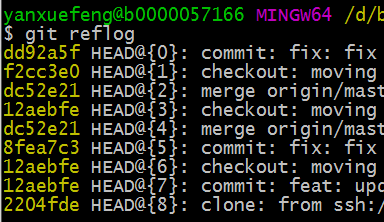 yanxuefeng@b0000057166 MINGW64 /d/b
$ git reflog
dd92a5f HEAD@{0}: commit: fix: fix
f2cc3e0 HEAD@{1}: checkout: moving
dc52e21 HEAD@{2}: merge origin/mast
12aebfe HEAD@{3}: checkout: moving
dc52e21 HEAD@{4}: merge origin/mast
8fea7c3 HEAD@{5}: commit: fix: fix
12aebfe HEAD@{6}: checkout: moving
12aebfe HEAD@{7}: commit: feat: upd
2204fde HEAD@{8}: clone: from ssh:/